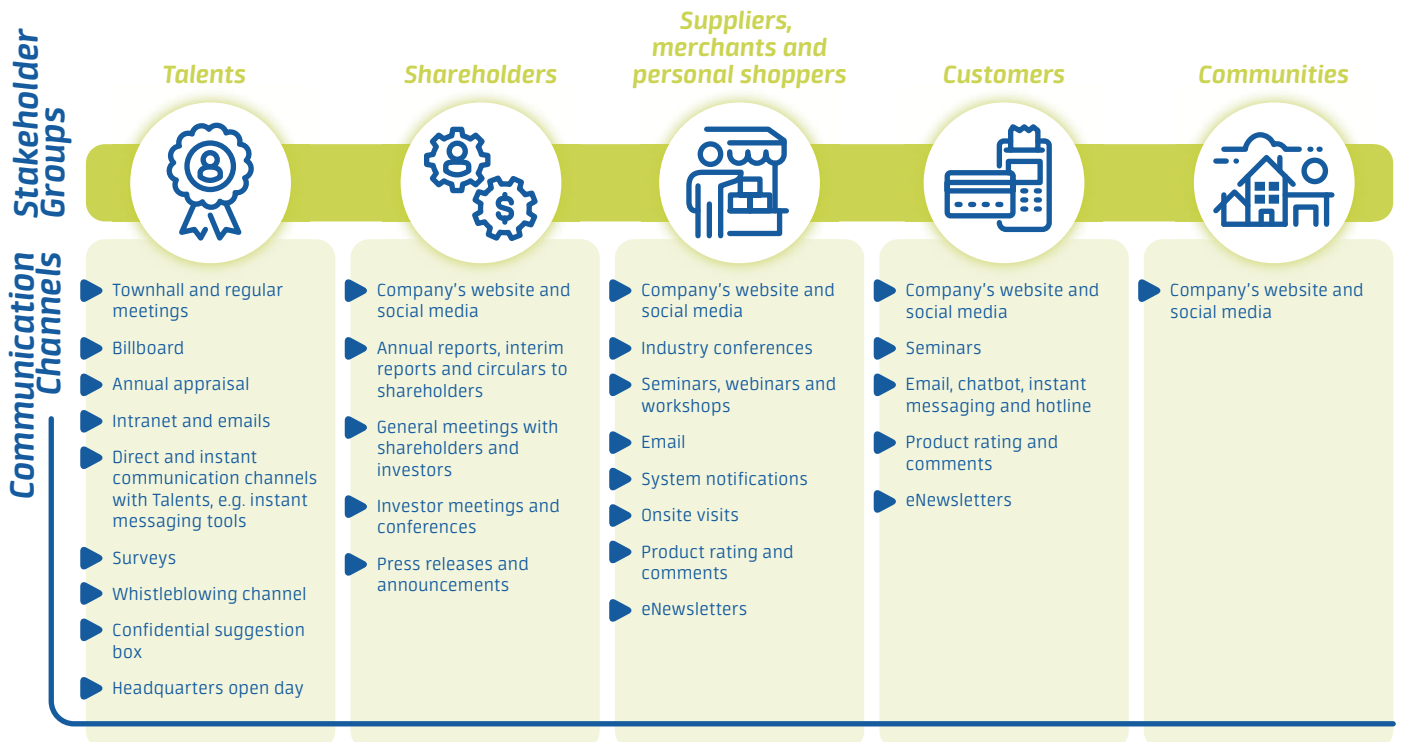 Stakeholder
Groups
Talents
Shareholders
Suppliers,
merchants and
personal shoppers
Customers
Communities
Communication
Channels
Townhall and regular
meetings
Billboard
Annual appraisal
Intranet and emails
Direct and instant
communication channels
with Talents, e.g. instant
messaging tools
Surveys
Whistleblowing channel
Confidential suggestion
box
Headquarters open day
Company's website and
social media
Annual reports, interim
reports and circulars to
shareholders
General meetings with
shareholders and
investors
Investor meetings and
conferences
Press releases and
announcements
Company's website and
social media
Industry conferences
Seminars, webinars and
workshops
Email
System notifications
Onsite visits
Product rating and
comments
eNewsletters
Company's website and
social media
Seminars
Email, chatbot, instant
messaging and hotline
Product rating and
comments
eNewsletters
Company's website and
social media